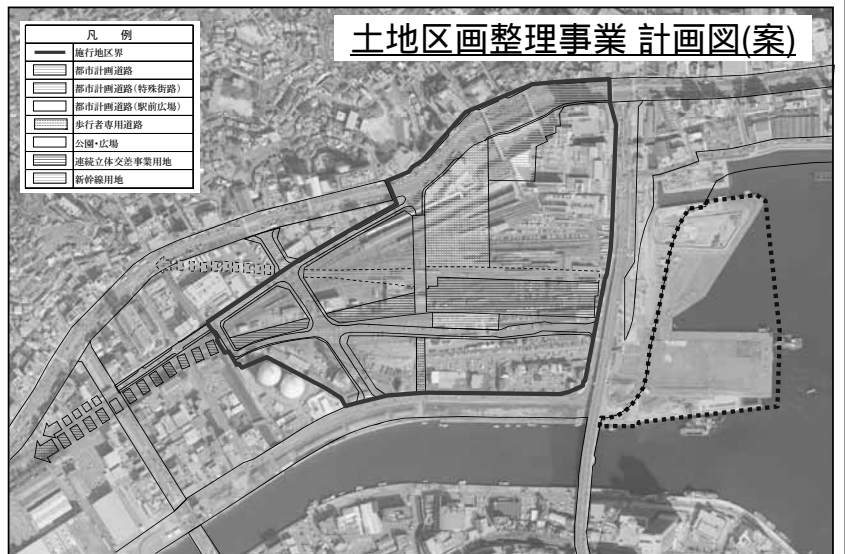 土地区画整理事業 計画図(案)
凡 例
施行地区界
都市計画道路
都市計画道路(特殊街路)
都市計画道路(駅前広場)
歩行者専用道路
公園・広場
連続立体交差事業用地
新幹線用地